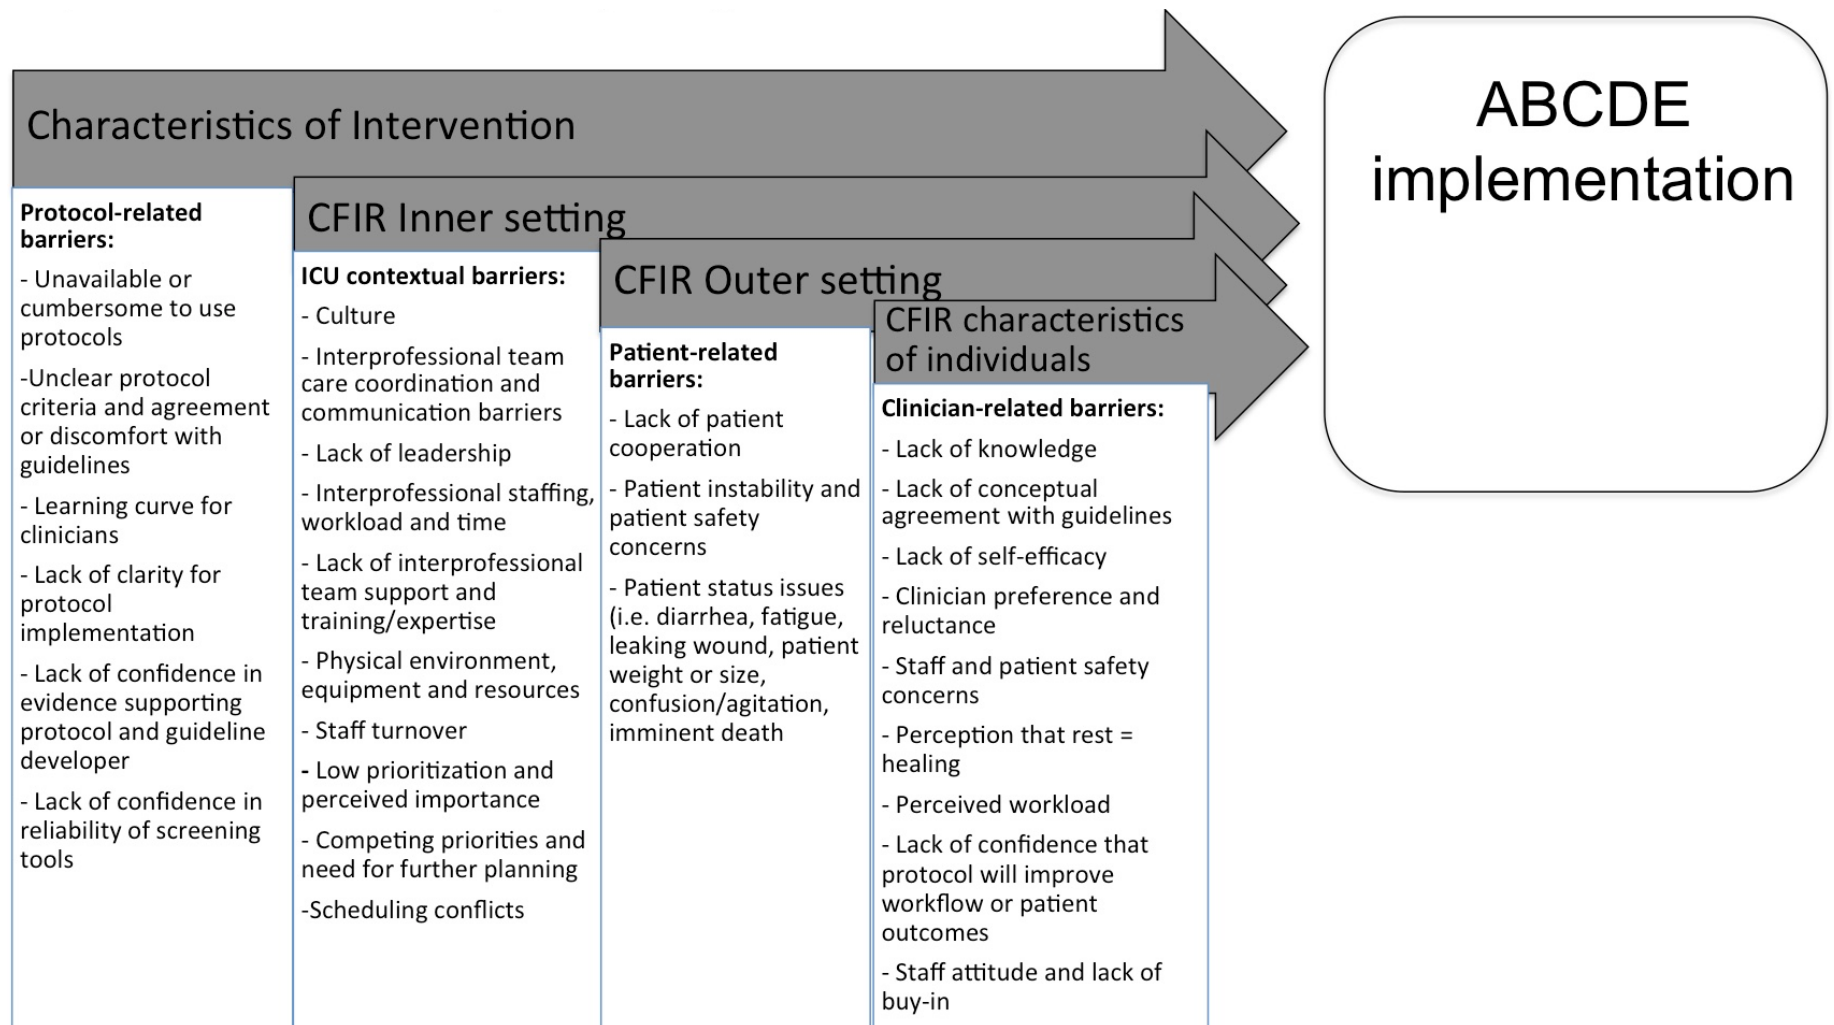 Characteristics of Intervention
Protocol-related
barriers:
- Unavailable or
cumbersome to use
protocols
-Unclear protocol
criteria and agreement
or discomfort with
guidelines
- Learning curve for
clinicians
- Lack of clarity for
protocol
implementation
- Lack of confidence in
evidence supporting
protocol and guideline
developer
- Lack of confidence in
reliability of screening
tools
CFIR Inner setting
ICU contextual barriers:
- Culture
- Interprofessional team
care coordination and
communication barriers
- Lack of leadership
- Interprofessional staffing,
workload and time
- Lack of interprofessional
team support and
training/expertise
- Physical environment,
equipment and resources
- Staff turnover
- Low prioritization and
perceived importance
- Competing priorities and
need for further planning
-Scheduling conflicts
CFIR Outer setting
Patient-related
barriers:
- Lack of patient
cooperation
- Patient instability and
patient safety
concerns
- Patient status issues
(i.e. diarrhea, fatigue,
leaking wound, patient
weight or size,
confusion/agitation,
imminent death
CFIR characteristics
of individuals
Clinician-related barriers:
- Lack of knowledge
- Lack of conceptual
agreement with guidelines
- Lack of self-efficacy
- Clinician preference and
reluctance
- Staff and patient safety
concerns
- Perception that rest =
healing
- Perceived workload
- Lack of confidence that
protocol will improve
workflow or patient
outcomes
- Staff attitude and lack of
buy-in
ABCDE
implementation